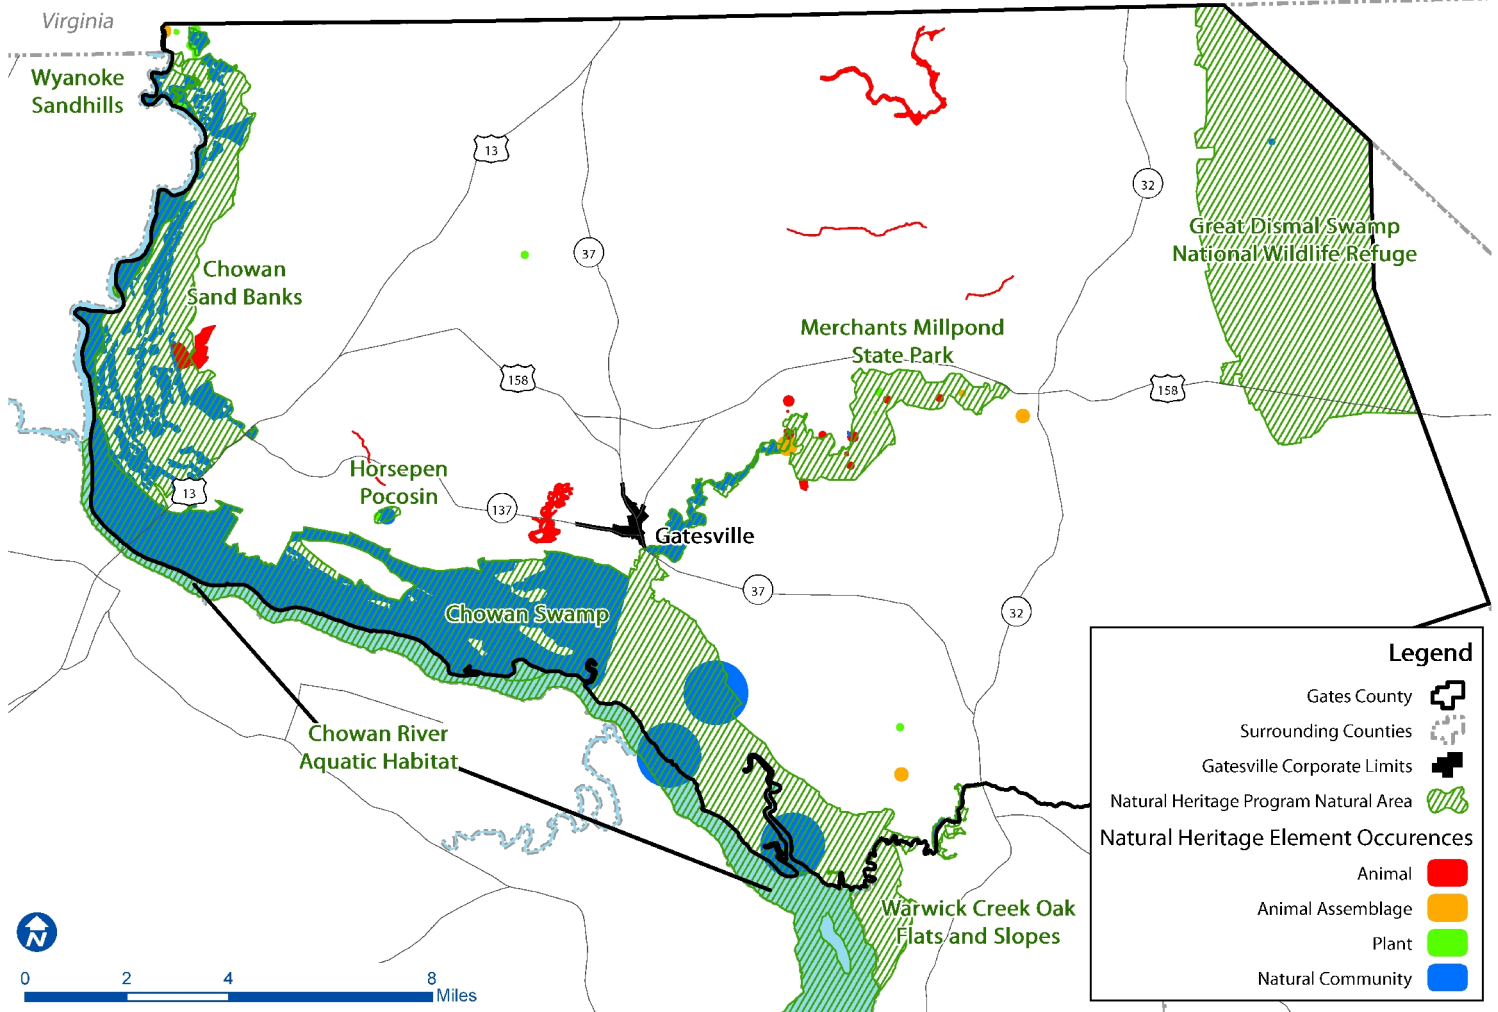 Virginia
Wyanoke
Sandhills
13
32
37
Great Dismal Swamp
National Wildlife Refuge
Chowan
Sand Banks
Merchants Millpond
State Park
158
158
Horsepen
Pocosin
13
137
Gatesville
37
32
Chowan Swamp
Chowan River
Aquatic Habitat
Warwick Creek Oak
Flats and Slopes
Legend
Gates County
Surrounding Counties
Gatesville Corporate Limits
Natural Heritage Program Natural Area
Natural Heritage Element Occurences
Animal
Animal Assemblage
Plant
Natural Community
N
0 2 4 8
Miles